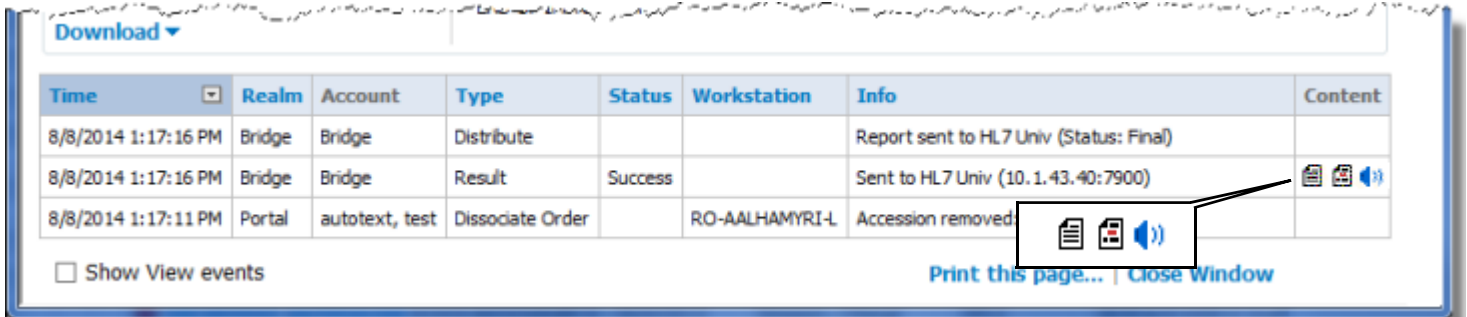 Download
Time Realm Account Type Status Workstation Info Content
8/8/2014 1:17:16 PM Bridge Bridge Distribute Report sent to HL7 Univ (Status: Final)
8/8/2014 1:17:16 PM Bridge Bridge Result Success Sent to HL7 Univ (10.1.43.40:7900)
8/8/2014 1:17:11 PM Portal autotext, test Dissociate Order RO-AALHAMYRI-L Accession removed:
Show View events Print this page... | Close Window